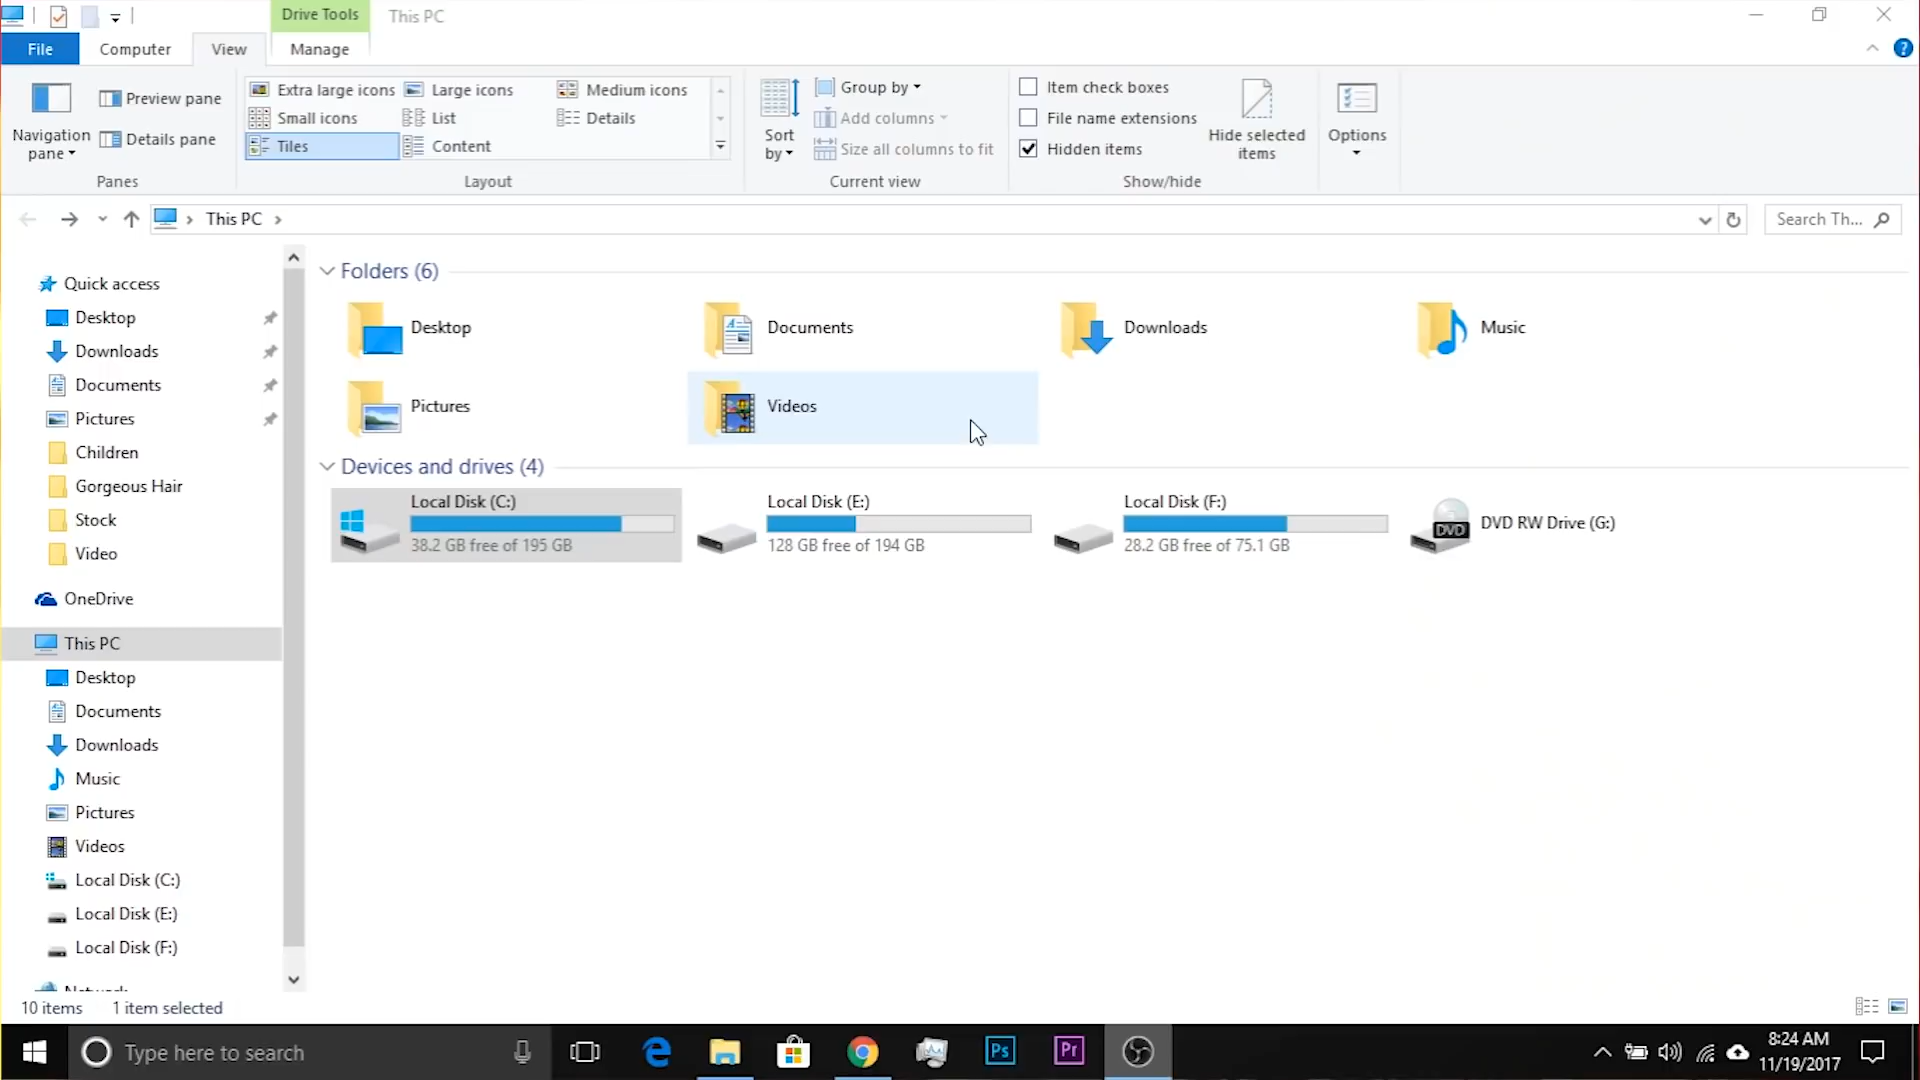 Drive Tools
This PC
File
Computer
View
Manage
Navigation pane
Preview pane
Details pane
Panes
Extra large icons
Large icons
Medium icons
Small icons
List
Details
Tiles
Content
Layout
Sort by
Group by
Add columns
Size all columns to fit
Current view
Item check boxes
File name extensions
Hidden items
Hide selected items
Show/hide
Options
This PC
Search Th...
Quick access
Desktop
Downloads
Documents
Pictures
Children
Gorgeous Hair
Stock
Video
OneDrive
This PC
Desktop
Documents
Downloads
Music
Pictures
Videos
Local Disk (C:)
Local Disk (E:)
Local Disk (F:)
Network
Folders (6)
Desktop
Documents
Downloads
Music
Pictures
Videos
Devices and drives (4)
Local Disk (C:)
38.2 GB free of 195 GB
Local Disk (E:)
128 GB free of 194 GB
Local Disk (F:)
28.2 GB free of 75.1 GB
DVD
DVD RW Drive (G:)
10 items
1 item selected
Type here to search
Ps
Pr
8:24 AM
11/19/2017